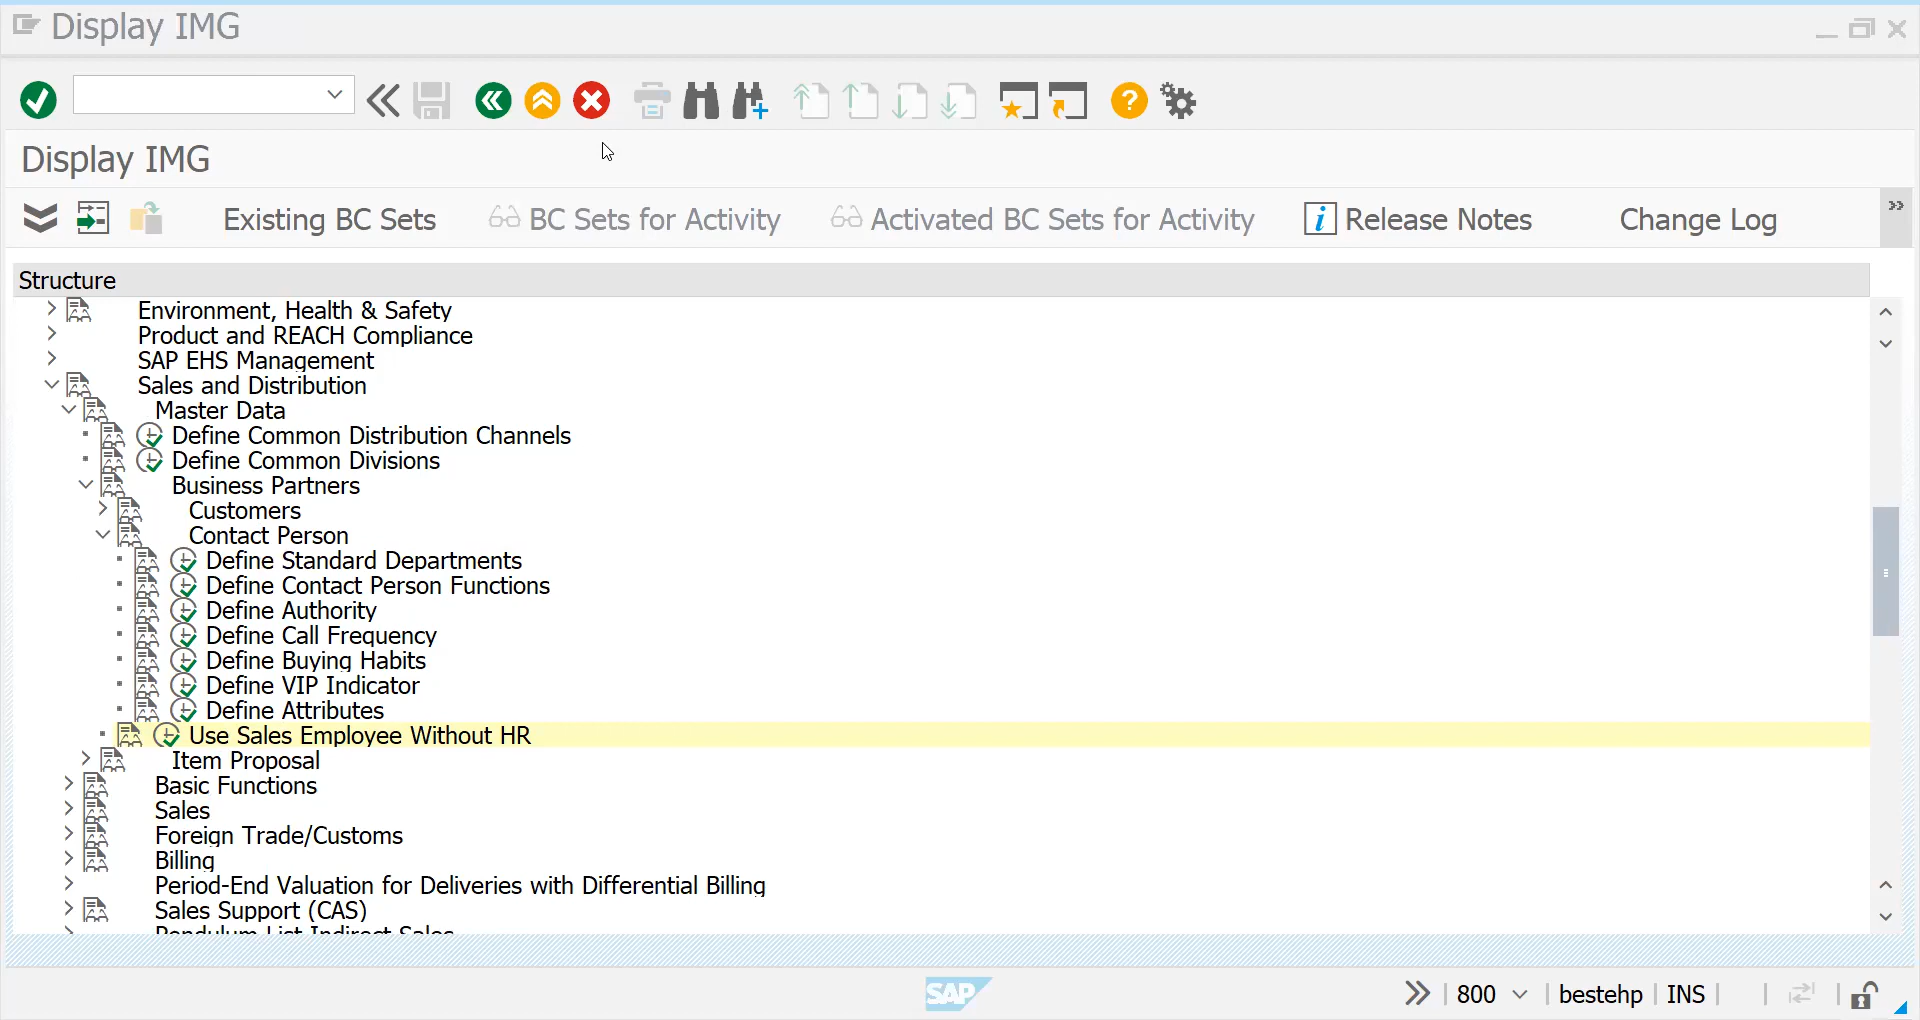 Display IMG
Display IMG
Existing BC Sets BC Sets for Activity Activated BC Sets for Activity Release Notes Change Log
Structure
Environment, Health & Safety
Product and REACH Compliance
SAP EHS Management
Sales and Distribution
Master Data
Define Common Distribution Channels
Define Common Divisions
Business Partners
Customers
Contact Person
Define Standard Departments
Define Contact Person Functions
Define Authority
Define Call Frequency
Define Buying Habits
Define VIP Indicator
Define Attributes
Use Sales Employee Without HR
Item Proposal
Basic Functions
Sales
Foreign Trade/Customs
Billing
Period-End Valuation for Deliveries with Differential Billing
Sales Support (CAS)
Pendulum List Indirect Sales
SAP 800 bestehp INS